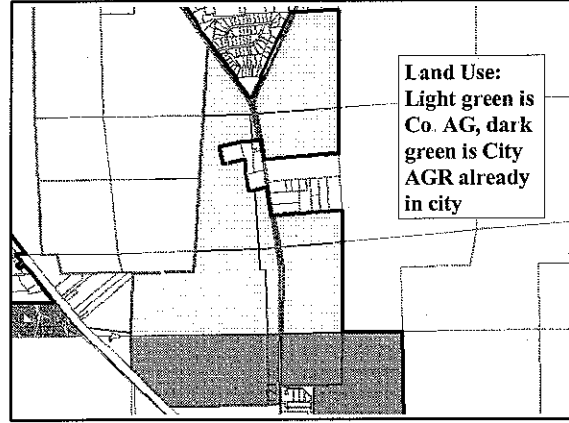 Land Use:
Light green is
Co. AG, dark
green is City
AGR already
in city